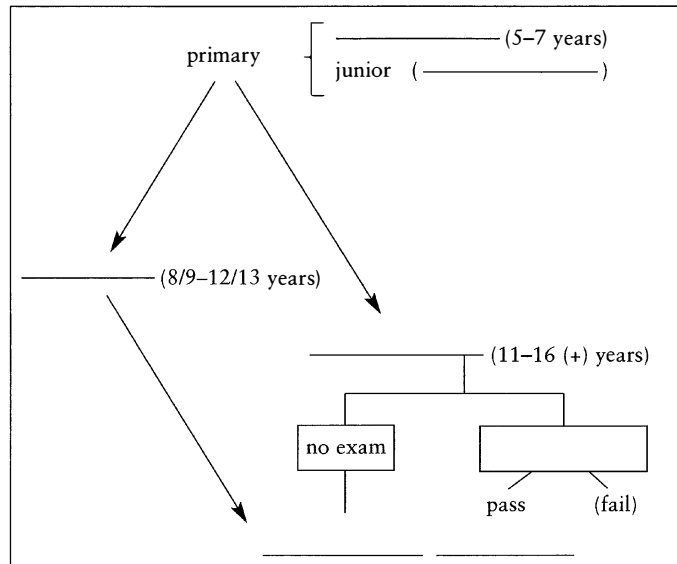 (5–7 years)
primary
junior ( )
(8/9–12/13 years)
(11–16 (+) years)
no exam
pass (fail)